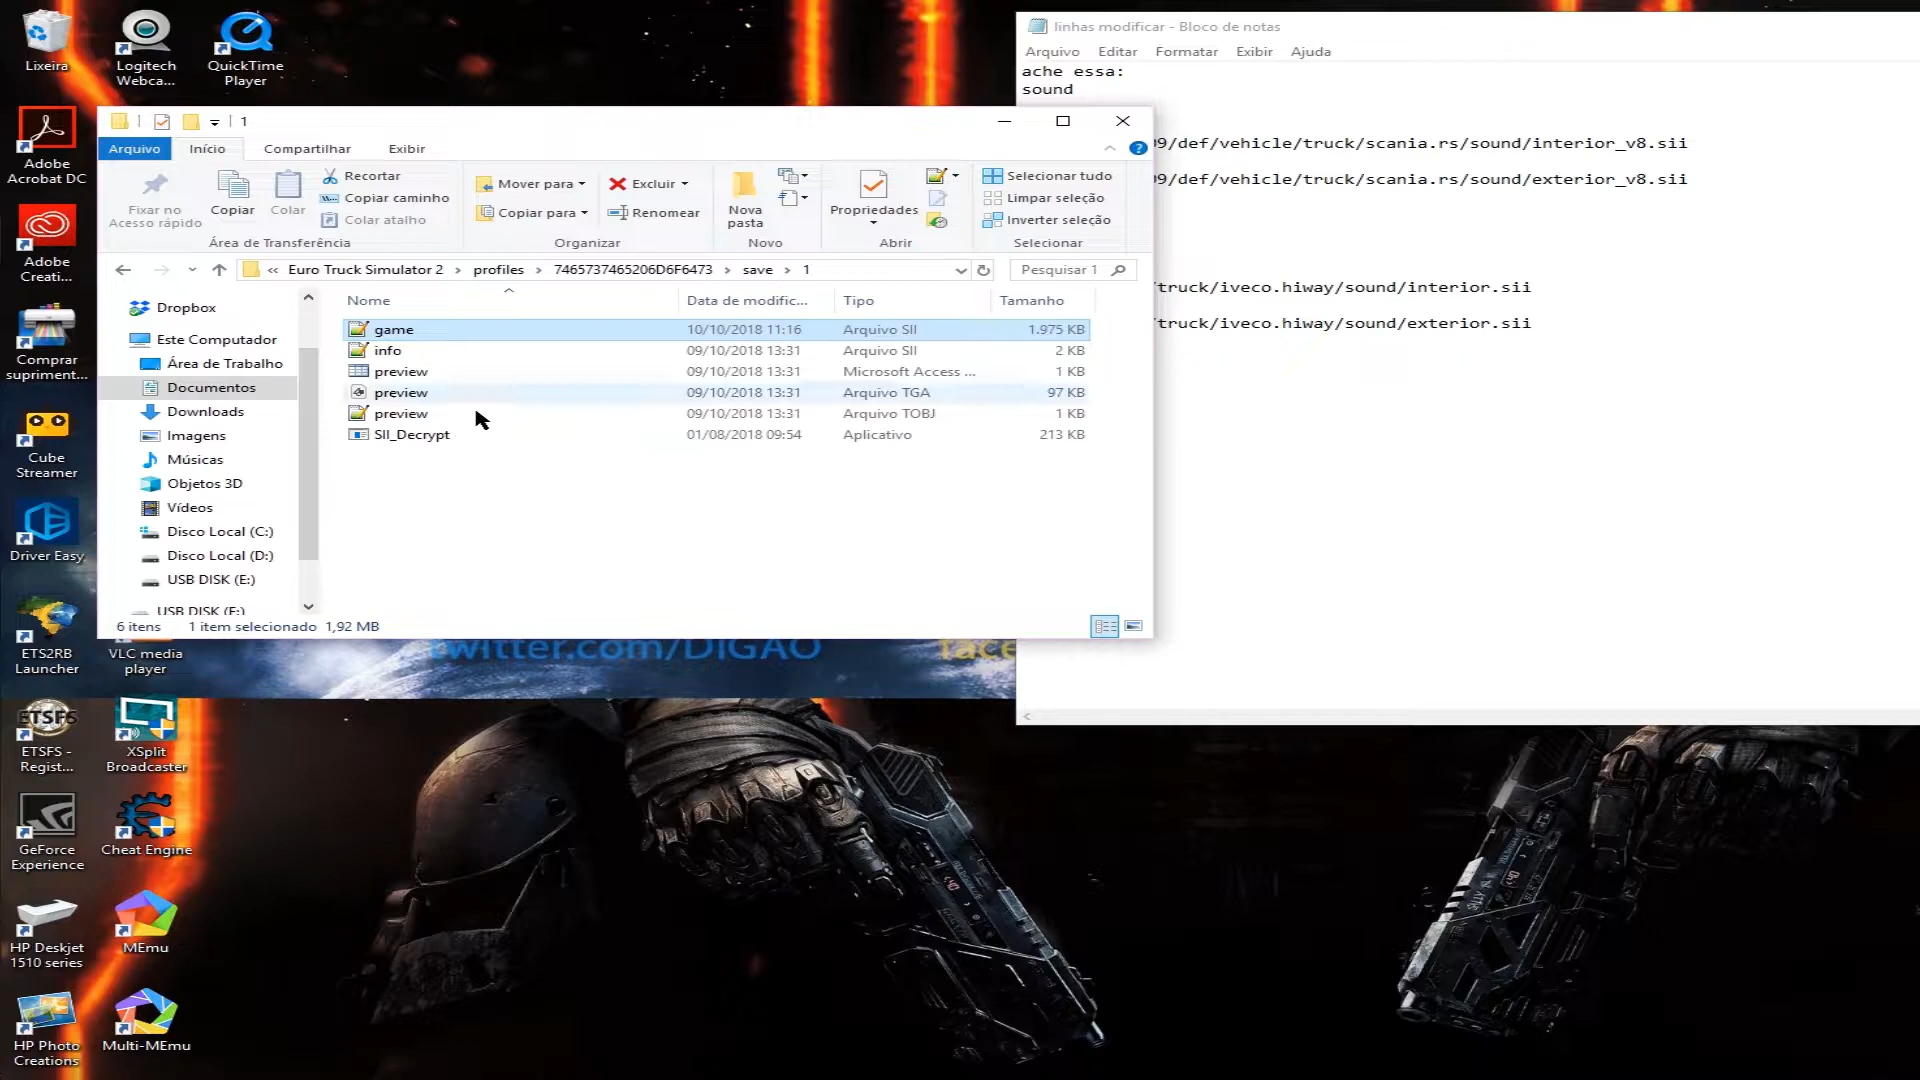 Lixeira
Logitech
Webca...
QuickTime
Player
Adobe
Acrobat DC
Adobe
Creati...
Comprar
supriment...
Cube
Streamer
Driver Easy
ETS2RB
Launcher
VLC media
player
ETSFS -
Regist...
XSplit
Broadcaster
GeForce
Experience
Cheat Engine
HP Deskjet
1510 series
MEmu
HP Photo
Creations
Multi-MEmu
ETSFS
1
Arquivo Início Compartilhar Exibir
Fixar no
Acesso rápido
Copiar
Colar
Recortar
Copiar caminho
Colar atalho
Área de Transferência
Mover para
Copiar para
Excluir
Renomear
Organizar
Nova
pasta
Novo
Propriedades
Abrir
Selecionar tudo
Limpar seleção
Inverter seleção
Selecionar
« Euro Truck Simulator 2 › profiles › 7465737465206D6F6473 › save › 1
Pesquisar 1
Dropbox
Este Computador
Área de Trabalho
Documentos
Downloads
Imagens
Músicas
Objetos 3D
Vídeos
Disco Local (C:)
Disco Local (D:)
USB DISK (E:)
USB DISK (E:)
Nome Data de modific... Tipo Tamanho
game 10/10/2018 11:16 Arquivo SII 1.975 KB
info 09/10/2018 13:31 Arquivo SII 2 KB
preview 09/10/2018 13:31 Microsoft Access ... 1 KB
preview 09/10/2018 13:31 Arquivo TGA 97 KB
preview 09/10/2018 13:31 Arquivo TOBJ 1 KB
SII_Decrypt 01/08/2018 09:54 Aplicativo 213 KB
6 itens 1 item selecionado 1,92 MB
twitter.com/DIGAO
face
linhas modificar - Bloco de notas
Arquivo Editar Formatar Exibir Ajuda
ache essa:
sound
9/def/vehicle/truck/scania.rs/sound/interior_v8.sii
9/def/vehicle/truck/scania.rs/sound/exterior_v8.sii
truck/iveco.hiway/sound/interior.sii
truck/iveco.hiway/sound/exterior.sii